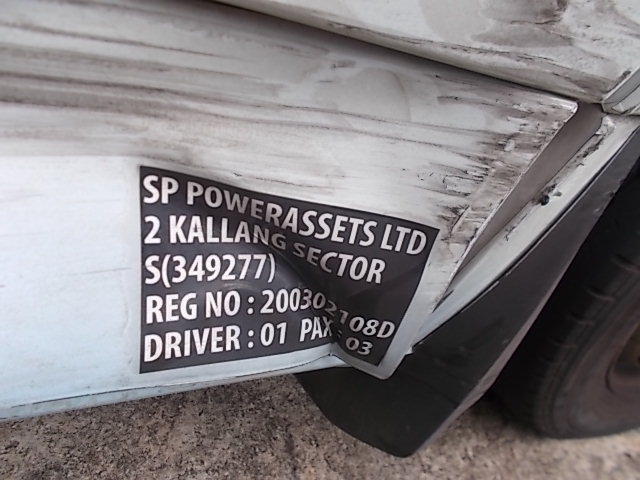 SP POWERASSETS LTD
2 KALLANG SECTOR
S(349277)
REG NO : 200302108D
DRIVER : 01 PAX : 03